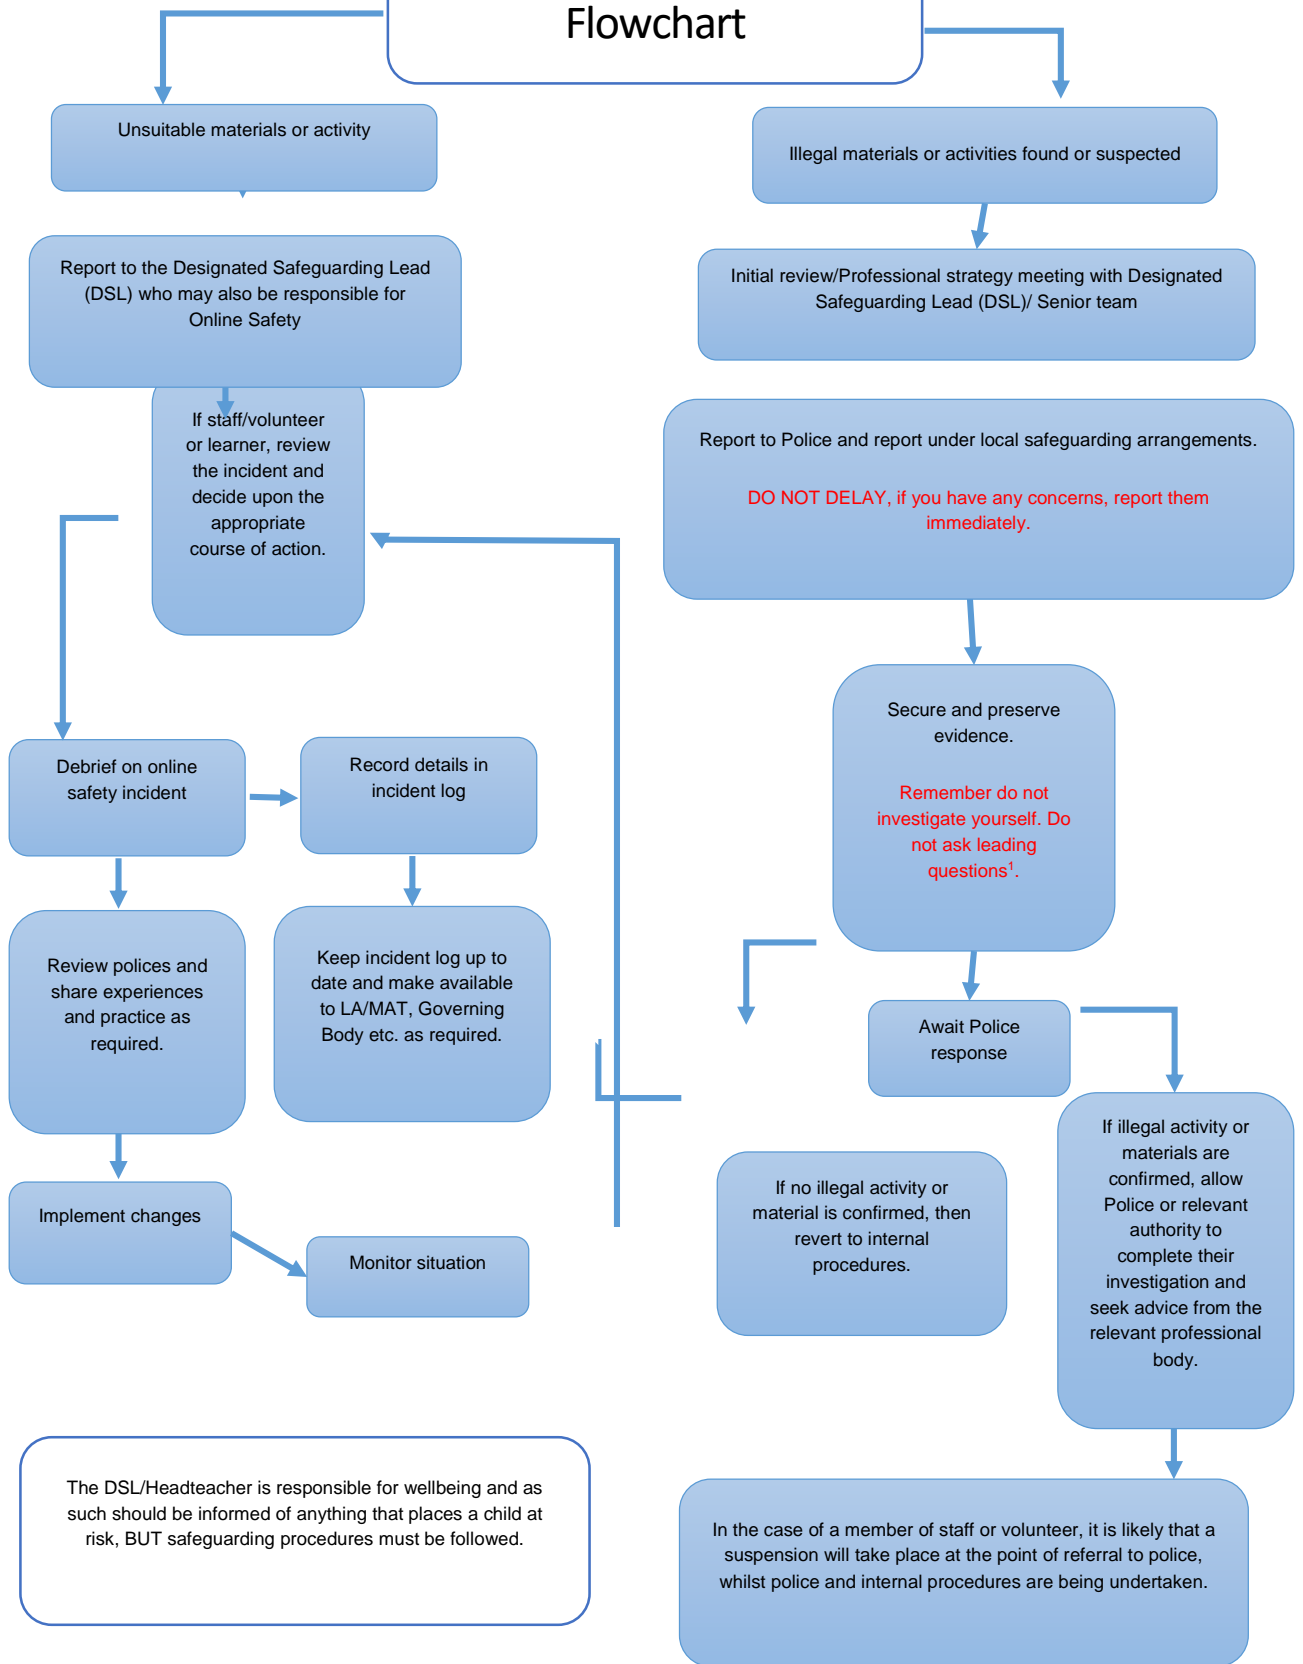 Flowchart
Unsuitable materials or activity
Illegal materials or activities found or suspected
Report to the Designated Safeguarding Lead
(DSL) who may also be responsible for
Online Safety
Initial review/Professional strategy meeting with Designated
Safeguarding Lead (DSL)/ Senior team
If staff/volunteer
or learner, review
the incident and
decide upon the
appropriate
course of action.
Report to Police and report under local safeguarding arrangements.
DO NOT DELAY, if you have any concerns, report them
immediately.
Secure and preserve
evidence.
Remember do not
investigate yourself. Do
not ask leading
questions¹.
Debrief on online
safety incident
Record details in
incident log
Review polices and
share experiences
and practice as
required.
Keep incident log up to
date and make available
to LA/MAT, Governing
Body etc. as required.
Await Police
response
Implement changes
Monitor situation
If no illegal activity or
material is confirmed, then
revert to internal
procedures.
If illegal activity or
materials are
confirmed, allow
Police or relevant
authority to
complete their
investigation and
seek advice from the
relevant professional
body.
The DSL/Headteacher is responsible for wellbeing and as
such should be informed of anything that places a child at
risk, BUT safeguarding procedures must be followed.
In the case of a member of staff or volunteer, it is likely that a
suspension will take place at the point of referral to police,
whilst police and internal procedures are being undertaken.